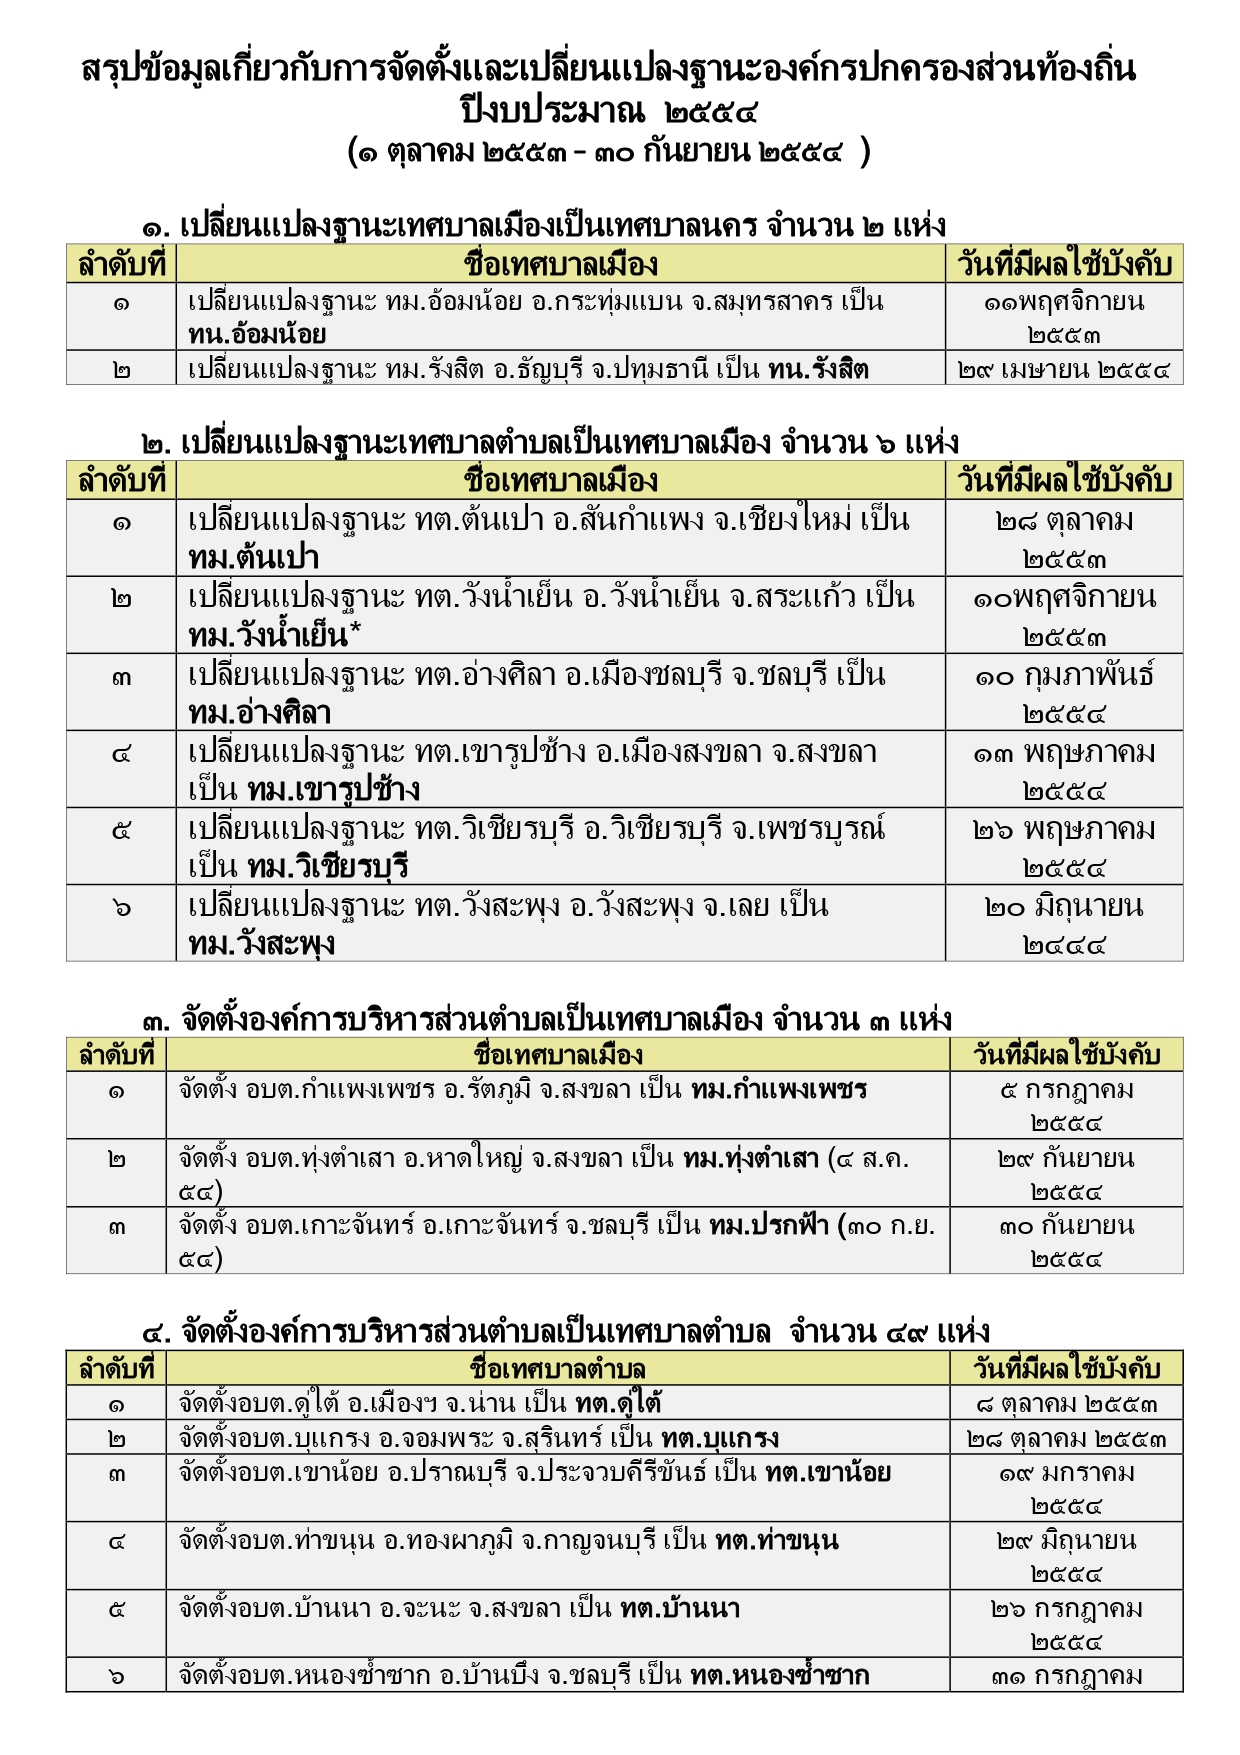 สรุปข้อมูลเกี่ยวกับการจัดตั้งและเปลี่ยนแปลงฐานะองค์กรปกครองส่วนท้องถิ่น
ปีงบประมาณ ๒๕๕๔
(๑ ตุลาคม ๒๕๕๓ - ๓๐ กันยายน ๒๕๕๔ )
๑. เปลี่ยนแปลงฐานะเทศบาลเมืองเป็นเทศบาลนคร จำนวน ๒ แห่ง
ลำดับที่ ชื่อเทศบาลเมือง วันที่มีผลใช้บังคับ
๑ เปลี่ยนแปลงฐานะ ทม.อ้อมน้อย อ.กระทุ่มแบน จ.สมุทรสาคร เป็น ๑๑พฤศจิกายน
ทน.อ้อมน้อย ๒๕๕๓
๒ เปลี่ยนแปลงฐานะ ทม.รังสิต อ.ธัญบุรี จ.ปทุมธานี เป็น ทน.รังสิต ๒๙ เมษายน ๒๕๕๔
๒. เปลี่ยนแปลงฐานะเทศบาลตำบลเป็นเทศบาลเมือง จำนวน ๖ แห่ง
ลำดับที่ ชื่อเทศบาลเมือง วันที่มีผลใช้บังคับ
๑ เปลี่ยนแปลงฐานะ ทต.ต้นเปา อ.สันกำแพง จ.เชียงใหม่ เป็น ๒๘ ตุลาคม
ทม.ต้นเปา ๒๕๕๓
๒ เปลี่ยนแปลงฐานะ ทต.วังน้ำเย็น อ.วังน้ำเย็น จ.สระแก้ว เป็น ๑๐พฤศจิกายน
ทม.วังน้ำเย็น* ๒๕๕๓
๓ เปลี่ยนแปลงฐานะ ทต.อ่างศิลา อ.เมืองชลบุรี จ.ชลบุรี เป็น ๑๐ กุมภาพันธ์
ทม.อ่างศิลา ๒๕๕๔
๔ เปลี่ยนแปลงฐานะ ทต.เขารูปช้าง อ.เมืองสงขลา จ.สงขลา ๑๓ พฤษภาคม
เป็น ทม.เขารูปช้าง ๒๕๕๔
๕ เปลี่ยนแปลงฐานะ ทต.วิเชียรบุรี อ.วิเชียรบุรี จ.เพชรบูรณ์ ๒๖ พฤษภาคม
เป็น ทม.วิเชียรบุรี ๒๕๕๔
๖ เปลี่ยนแปลงฐานะ ทต.วังสะพุง อ.วังสะพุง จ.เลย เป็น ๒๐ มิถุนายน
ทม.วังสะพุง ๒๔๔๔
๓. จัดตั้งองค์การบริหารส่วนตำบลเป็นเทศบาลเมือง จำนวน ๓ แห่ง
ลำดับที่ ชื่อเทศบาลเมือง วันที่มีผลใช้บังคับ
๑ จัดตั้ง อบต.กำแพงเพชร อ.รัตภูมิ จ.สงขลา เป็น ทม.กำแพงเพชร ๕ กรกฎาคม
๒๕๕๔
๒ จัดตั้ง อบต.ทุ่งตำเสา อ.หาดใหญ่ จ.สงขลา เป็น ทม.ทุ่งตำเสา (๔ ส.ค. ๒๙ กันยายน
๕๔) ๒๕๕๔
๓ จัดตั้ง อบต.เกาะจันทร์ อ.เกาะจันทร์ จ.ชลบุรี เป็น ทม.ปรกฟ้า (๓๐ ก.ย. ๓๐ กันยายน
๕๔) ๒๕๕๔
๔. จัดตั้งองค์การบริหารส่วนตำบลเป็นเทศบาลตำบล จำนวน ๔๙ แห่ง
ลำดับที่ ชื่อเทศบาลตำบล วันที่มีผลใช้บังคับ
๑ จัดตั้งอบต.ดู่ใต้ อ.เมืองฯ จ.น่าน เป็น ทต.ดู่ใต้ ๘ ตุลาคม ๒๕๕๓
๒ จัดตั้งอบต.บุแกรง อ.จอมพระ จ.สุรินทร์ เป็น ทต.บุแกรง ๒๘ ตุลาคม ๒๕๕๓
๓ จัดตั้งอบต.เขาน้อย อ.ปราณบุรี จ.ประจวบคีรีขันธ์ เป็น ทต.เขาน้อย ๑๙ มกราคม
๒๕๕๔
๔ จัดตั้งอบต.ท่าขนุน อ.ทองผาภูมิ จ.กาญจนบุรี เป็น ทต.ท่าขนุน ๒๙ มิถุนายน
๒๕๕๔
๕ จัดตั้งอบต.บ้านนา อ.จะนะ จ.สงขลา เป็น ทต.บ้านนา ๒๖ กรกฎาคม
๒๕๕๔
๖ จัดตั้งอบต.หนองซ้ำซาก อ.บ้านบึง จ.ชลบุรี เป็น ทต.หนองซ้ำซาก ๓๑ กรกฎาคม